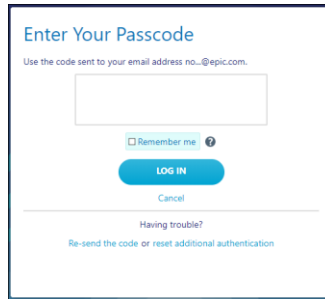 Enter Your Passcode
Use the code sent to your email address no...@epic.com.
Remember me ?
LOG IN
Cancel
Having trouble?
Re-send the code or reset additional authentication